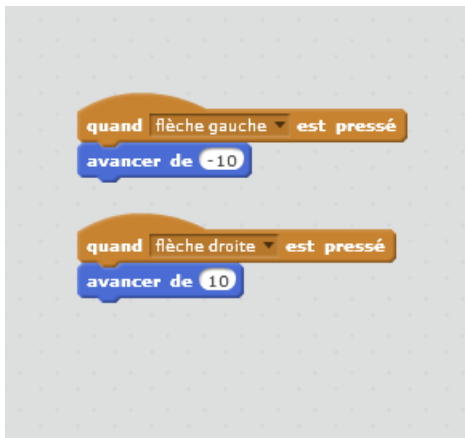 quand flèche gauche est pressé
avancer de -10
quand flèche droite est pressé
avancer de 10